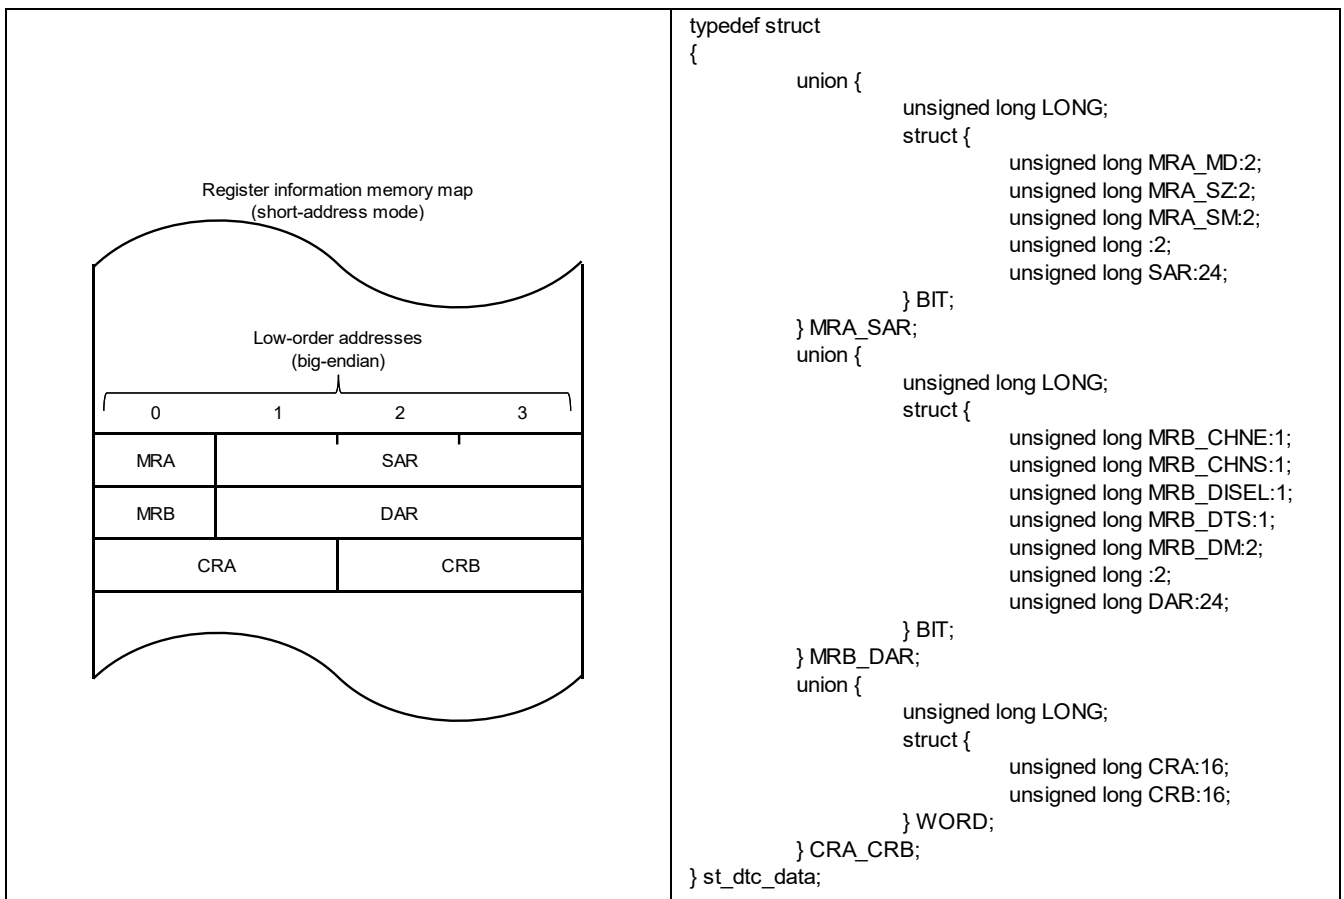 Register information memory map
(short-address mode)
Low-order addresses
(big-endian)
0 1 2 3
MRA SAR
MRB DAR
CRA CRB
typedef struct
{
union {
unsigned long LONG;
struct {
unsigned long MRA_MD:2;
unsigned long MRA_SZ:2;
unsigned long MRA_SM:2;
unsigned long :2;
unsigned long SAR:24;
} BIT;
} MRA_SAR;
union {
unsigned long LONG;
struct {
unsigned long MRB_CHNE:1;
unsigned long MRB_CHNS:1;
unsigned long MRB_DISEL:1;
unsigned long MRB_DTS:1;
unsigned long MRB_DM:2;
unsigned long :2;
unsigned long DAR:24;
} BIT;
} MRB_DAR;
union {
unsigned long LONG;
struct {
unsigned long CRA:16;
unsigned long CRB:16;
} WORD;
} CRA_CRB;
} st_dtc_data;